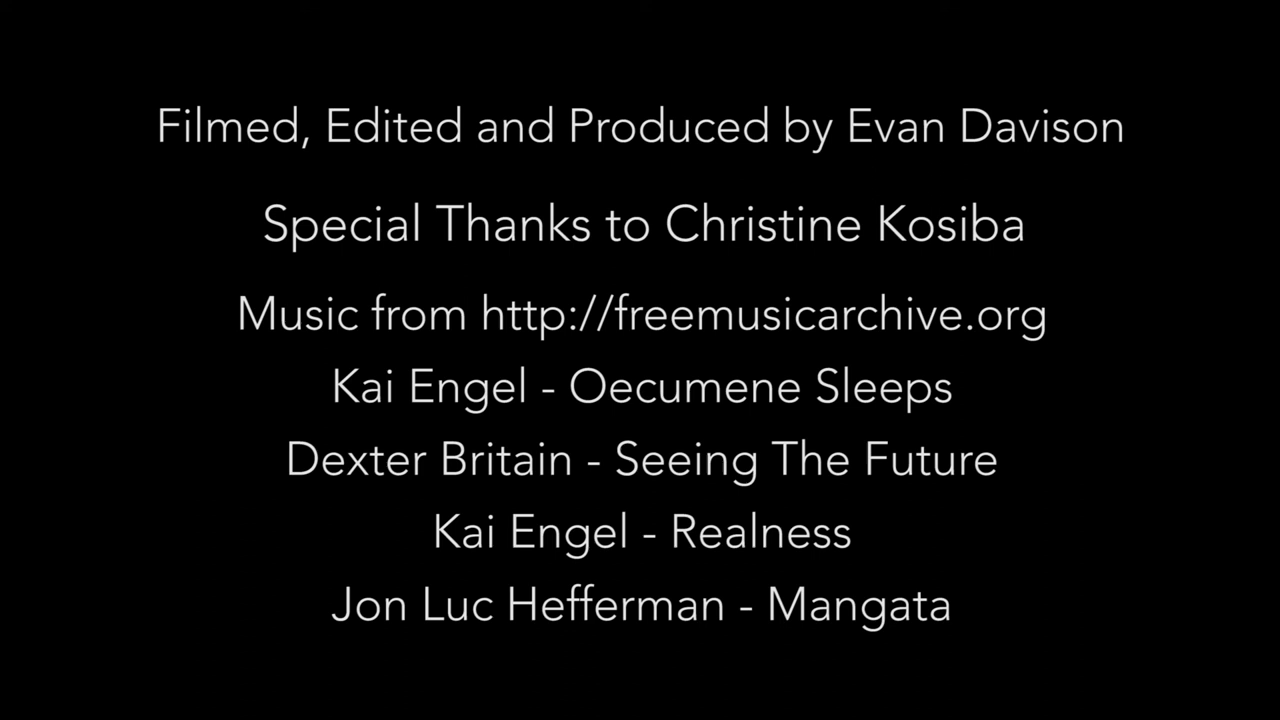 Filmed, Edited and Produced by Evan Davison
Special Thanks to Christine Kosiba
Music from http://freemusicarchive.org
Kai Engel - Oecumene Sleeps
Dexter Britain - Seeing The Future
Kai Engel - Realness
Jon Luc Hefferman - Mangata